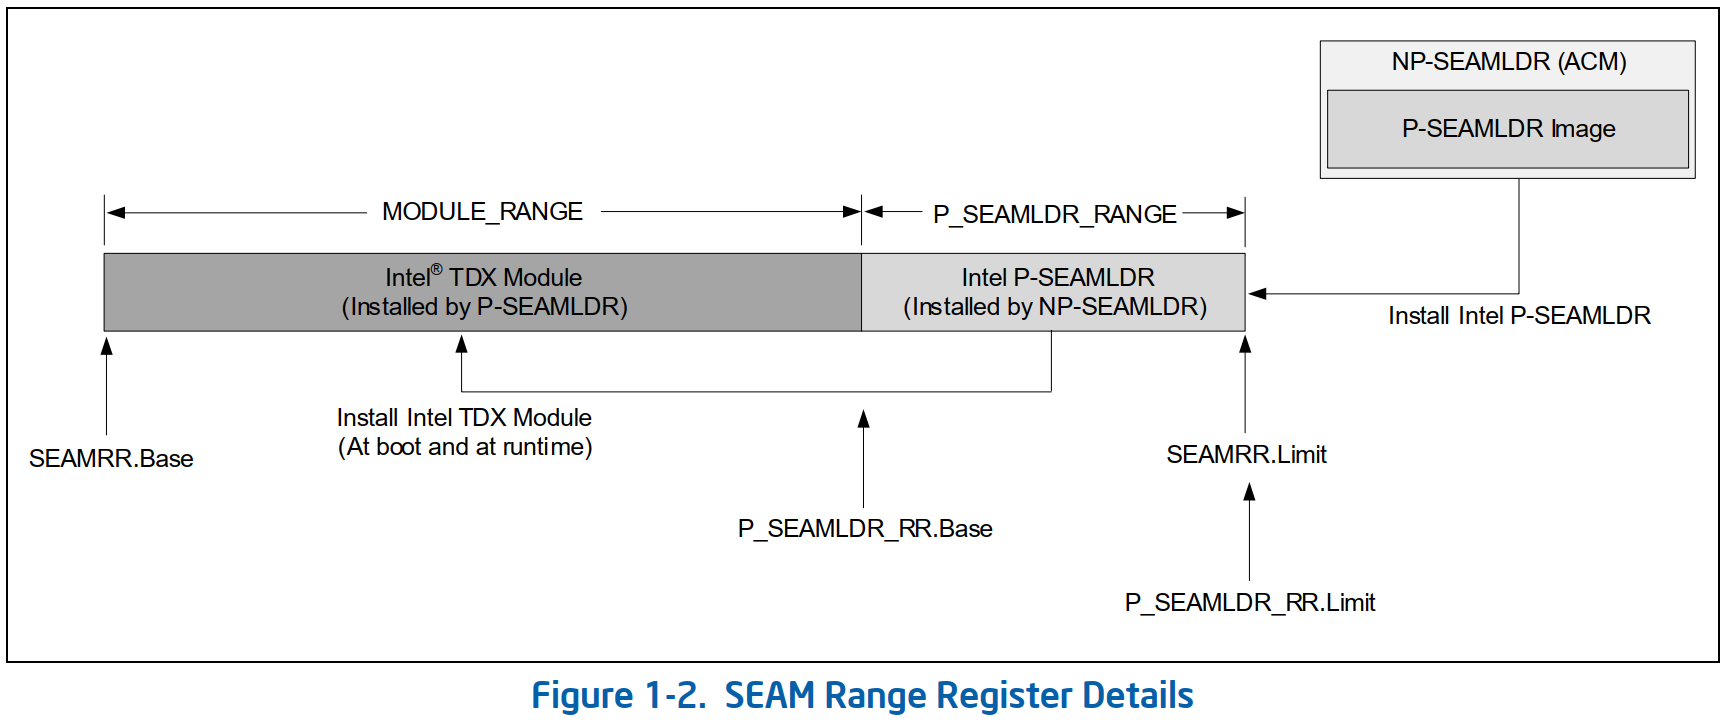 NP-SEAMLDR (ACM)
P-SEAMLDR Image
MODULE_RANGE
P_SEAMLDR_RANGE
Intel® TDX Module
(Installed by P-SEAMLDR)
Intel P-SEAMLDR
(Installed by NP-SEAMLDR)
Install Intel P-SEAMLDR
Install Intel TDX Module
(At boot and at runtime)
SEAMRR.Base
SEAMRR.Limit
P_SEAMLDR_RR.Base
P_SEAMLDR_RR.Limit
Figure 1-2. SEAM Range Register Details